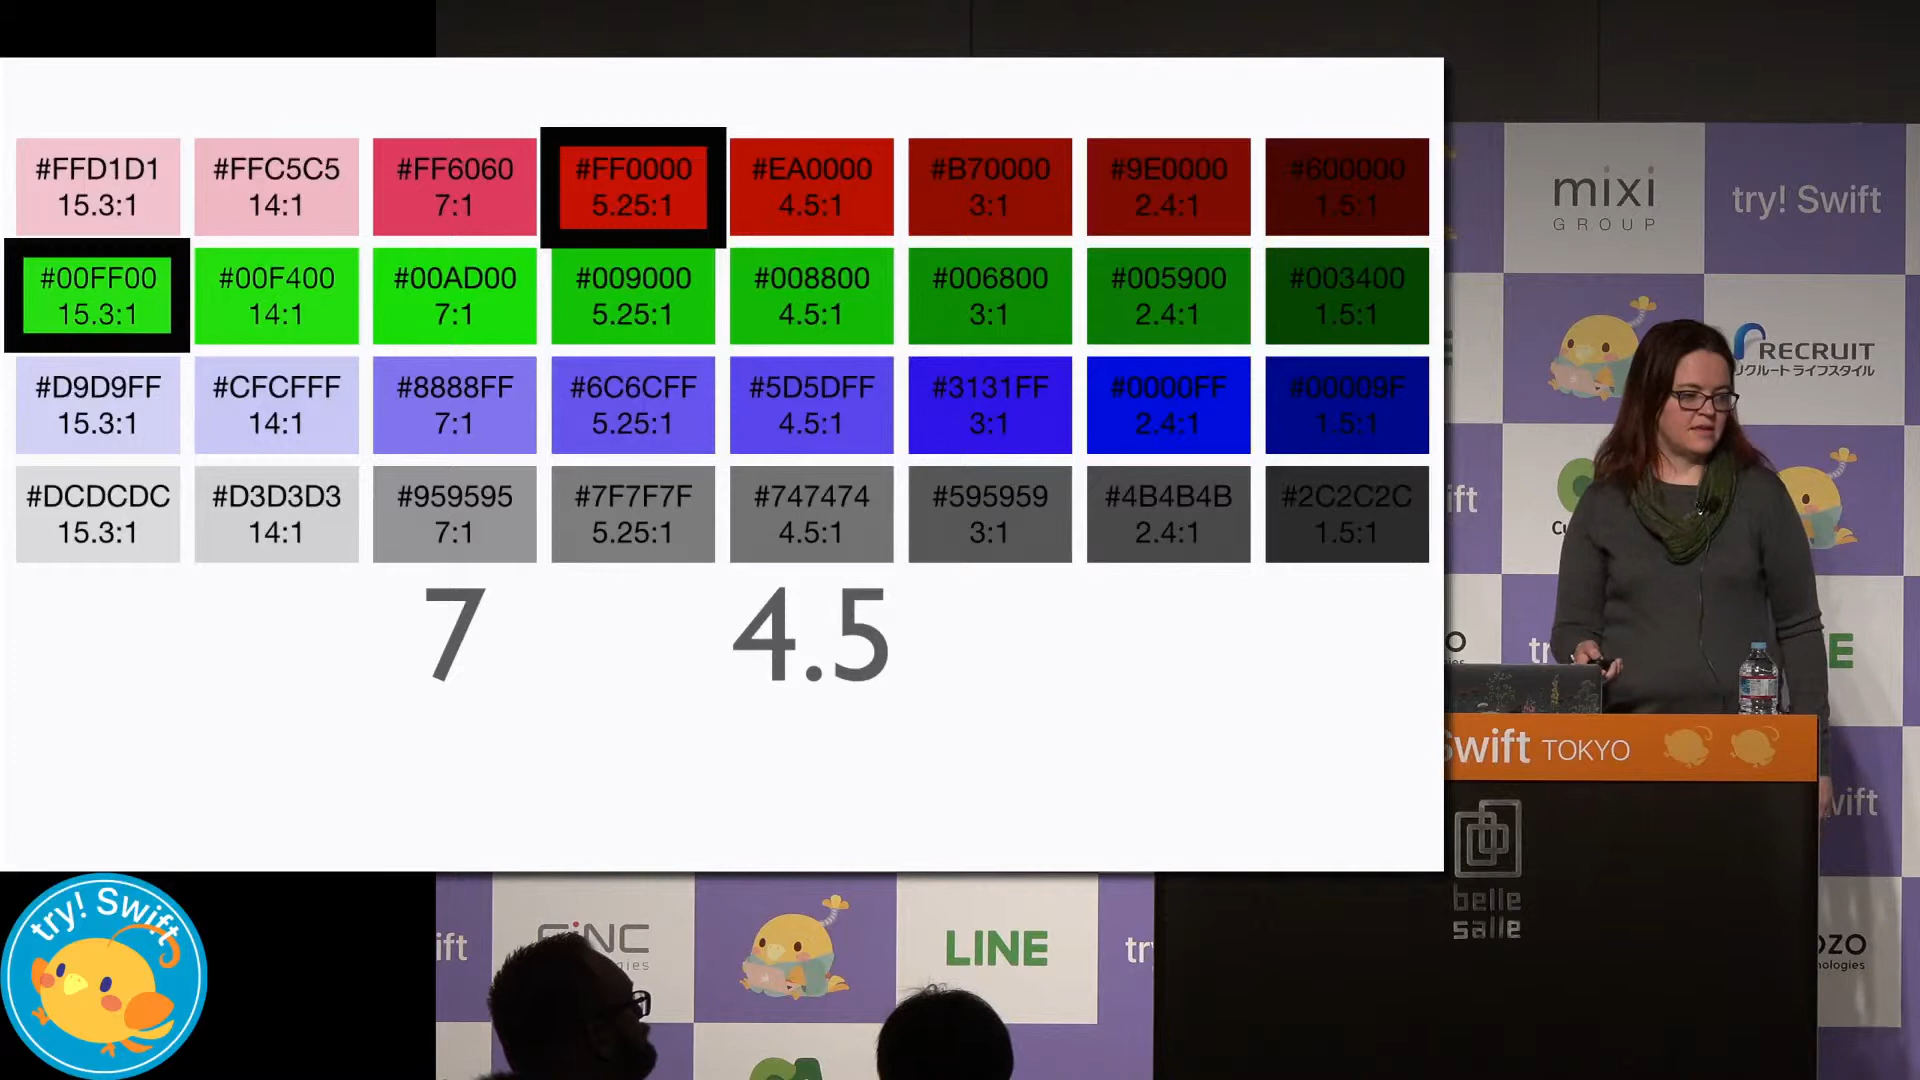 #FFD1D1 #FFC5C5 #FF6060 #FF0000 #EA0000 #B70000 #9E0000 #600000
15.3:1 14:1 7:1 5.25:1 4.5:1 3:1 2.4:1 1.5:1
#00FF00 #00F400 #00AD00 #009000 #008800 #006800 #005900 #003400
15.3:1 14:1 7:1 5.25:1 4.5:1 3:1 2.4:1 1.5:1
#D9D9FF #CFCFFF #8888FF #6C6CFF #5D5DFF #3131FF #0000FF #00009F
15.3:1 14:1 7:1 5.25:1 4.5:1 3:1 2.4:1 1.5:1
#DCDCDC #D3D3D3 #959595 #7F7F7F #747474 #595959 #4B4B4B #2C2C2C
15.3:1 14:1 7:1 5.25:1 4.5:1 3:1 2.4:1 1.5:1
7 4.5
mixi
GROUP
try! Swift
RECRUIT
リクルートライフスタイル
ift
Swift TOKYO
wift
belle
salle
try! Swift
ift
LINE
try
OZO
nologies